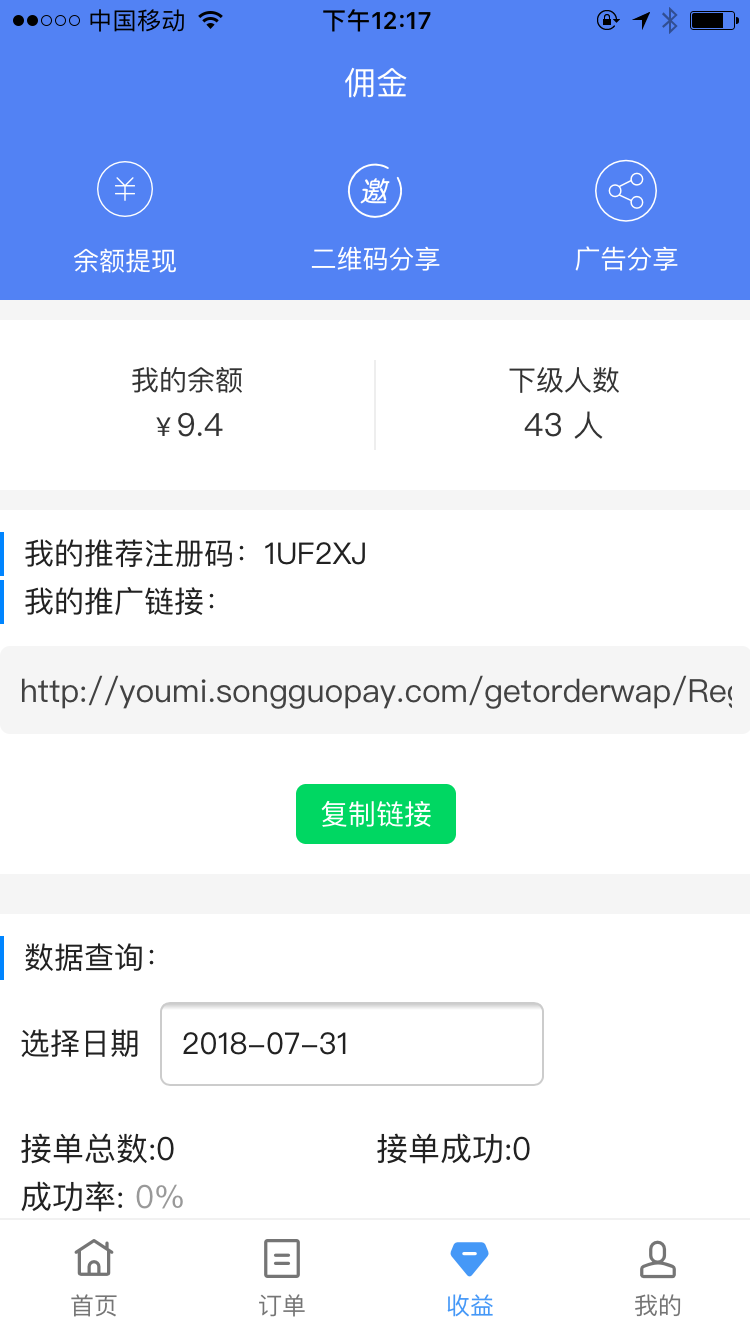 中国移动 下午12:17
佣金
¥ 邀
余额提现 二维码分享 广告分享
我的余额 下级人数
¥9.4 43 人
我的推荐注册码：1UF2XJ
我的推广链接：
http://youmi.songguopay.com/getorderwap/Reg
复制链接
数据查询：
选择日期 2018-07-31
接单总数:0 接单成功:0
成功率: 0%
首页 订单 收益 我的